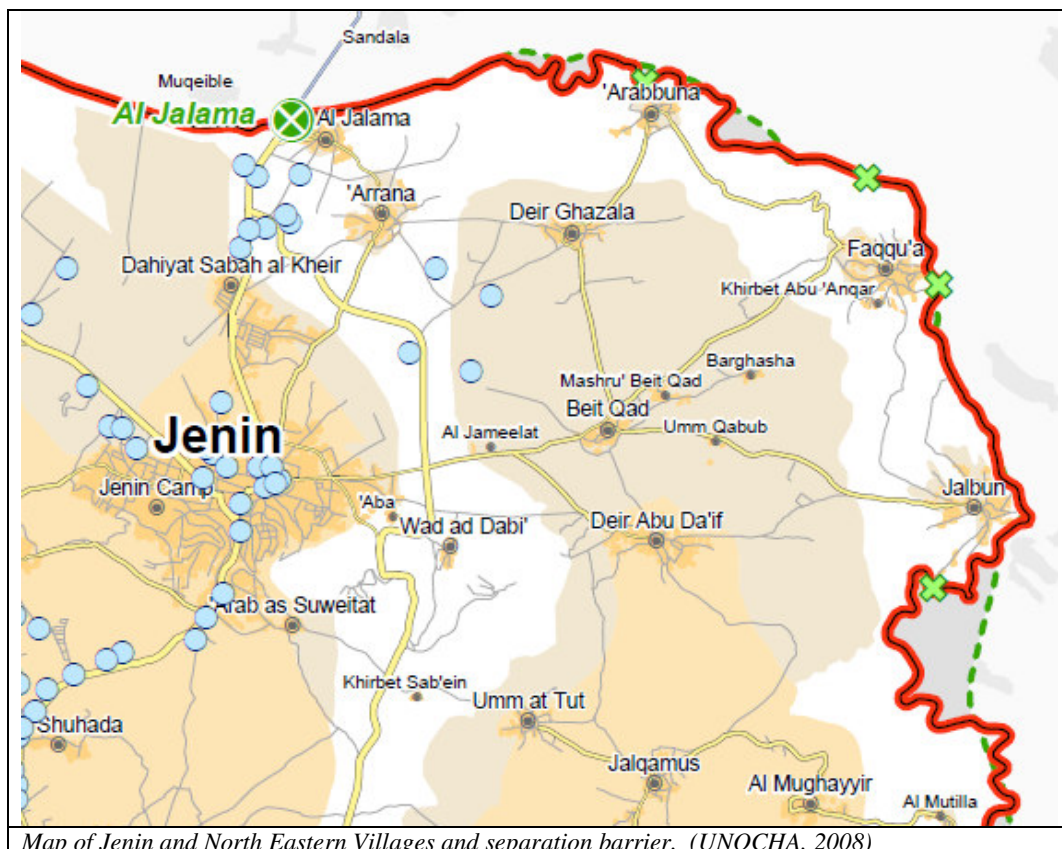 Sandala
Muqeible
Al Jalama
Al Jalama
'Arabbuna
'Arrana
Deir Ghazala
Dahiyat Sabah al Kheir
Faqqu'a
Khirbet Abu 'Anqar
Barghasha
Mashru' Beit Qad
Beit Qad
Umm Qabub
Jenin
Al Jameelat
Jenin Camp
'Aba
Jalbun
Wad ad Dabi'
Deir Abu Da'if
'Arab as Suweitat
Khirbet Sab'ein
Umm at Tut
Shuhada
Jalqamus
Al Mughayyir
Al Mutilla
Map of Jenin and North Eastern Villages and separation barrier. (UNOCHA, 2008)